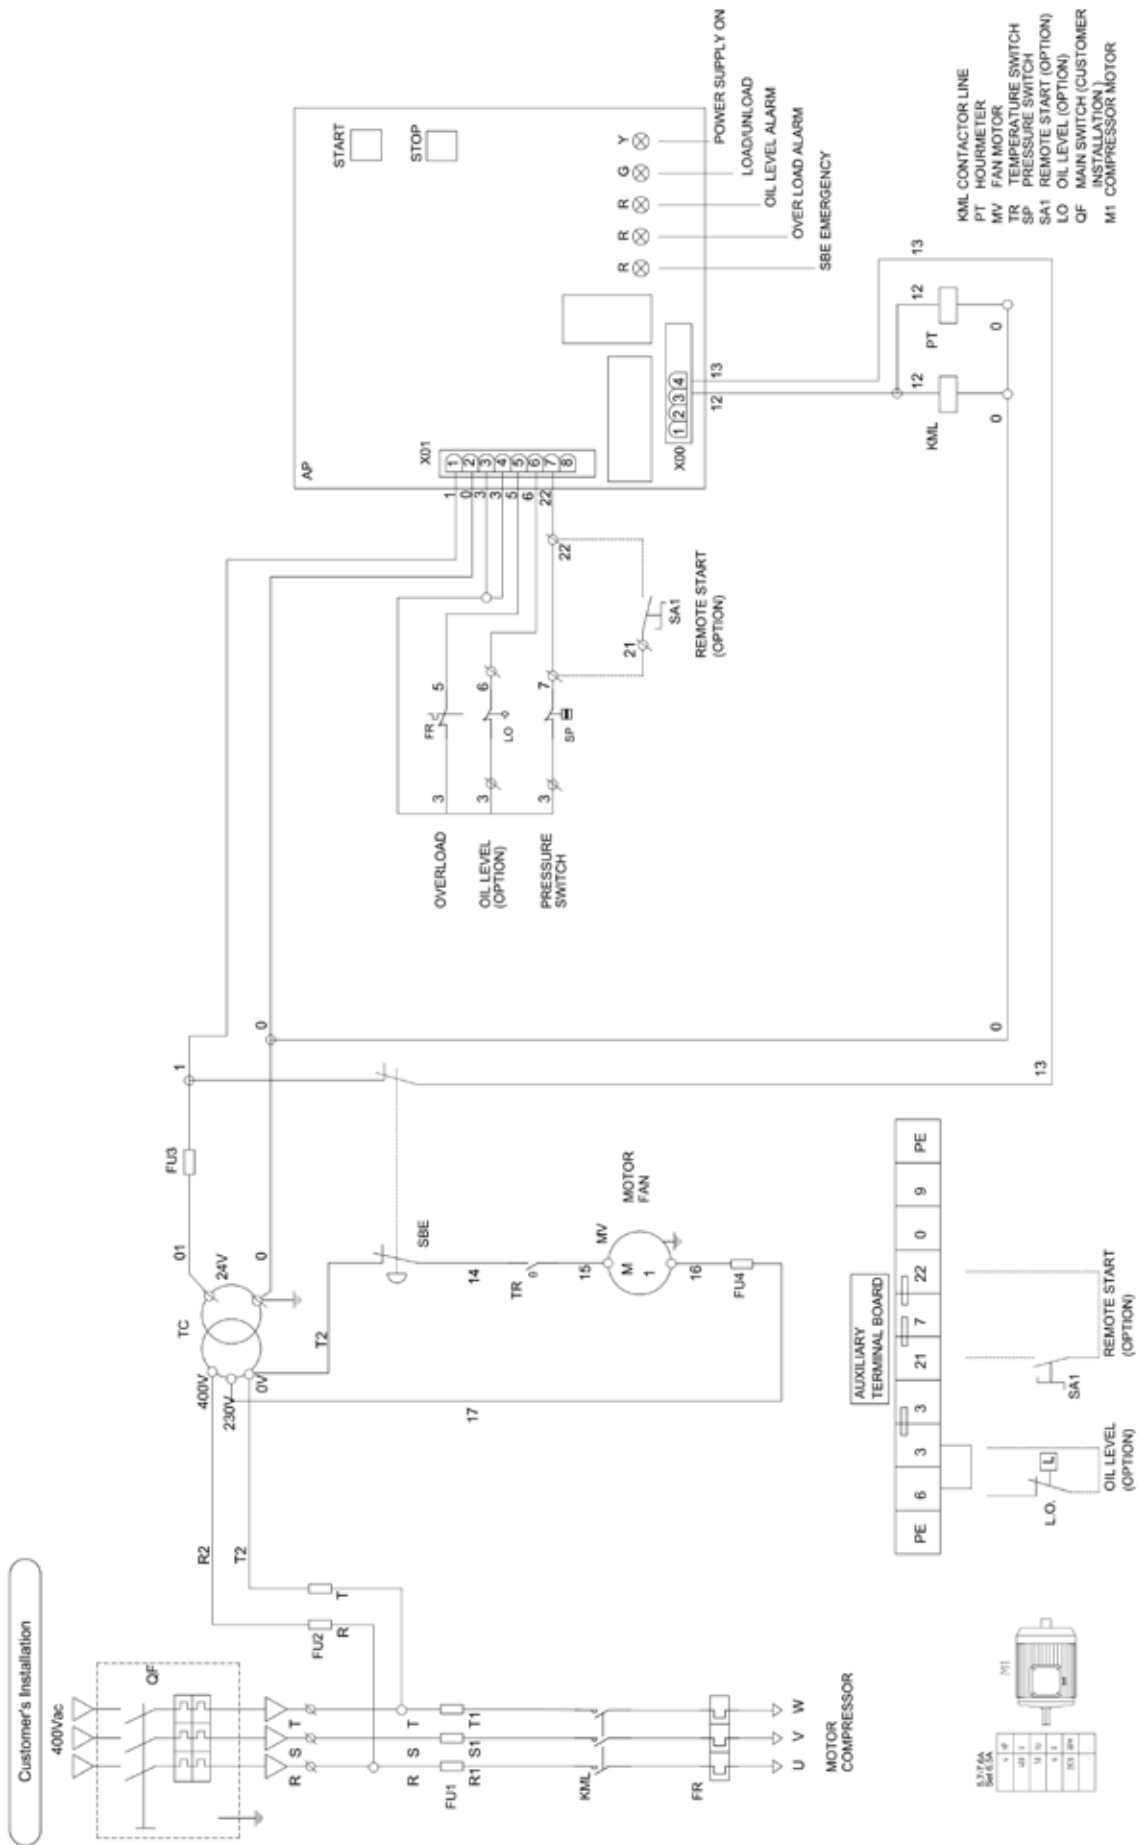 Customer's Installation
400Vac
QF
R
S
T
R
S
T
FU1
R1
S1
T1
KML
FR
U
V
W
MOTOR
COMPRESSOR
FU2
R
T
R2
T2
400V
230V
0V
TC
24V
01
0
FU3
1
0
T2
17
SBE
14
TR
θ
15
MV
M
1
MOTOR
FAN
16
FU4
13
0
OVERLOAD
3
FR
5
OIL LEVEL
(OPTION)
3
LO
6
PRESSURE
SWITCH
3
SP
7
22
21
SA1
REMOTE START
(OPTION)
AP
X01
1
2
3
4
5
6
7
8
1
0
3
3
5
6
22
START
STOP
R
R
R
G
Y
POWER SUPPLY ON
LOAD/UNLOAD
OIL LEVEL ALARM
OVER LOAD ALARM
SBE EMERGENCY
X00
1
2
3
4
12
13
KML
12
0
PT
12
0
13
KML CONTACTOR LINE
PT HOURMETER
MV FAN MOTOR
TR TEMPERATURE SWITCH
SP PRESSURE SWITCH
SA1 REMOTE START (OPTION)
LO OIL LEVEL (OPTION)
QF MAIN SWITCH (CUSTOMER
INSTALLATION )
M1 COMPRESSOR MOTOR
AUXILIARY
TERMINAL BOARD
PE
6
3
3
21
7
22
0
9
PE
L.O.
L
OIL LEVEL
(OPTION)
SA1
REMOTE START
(OPTION)
M1